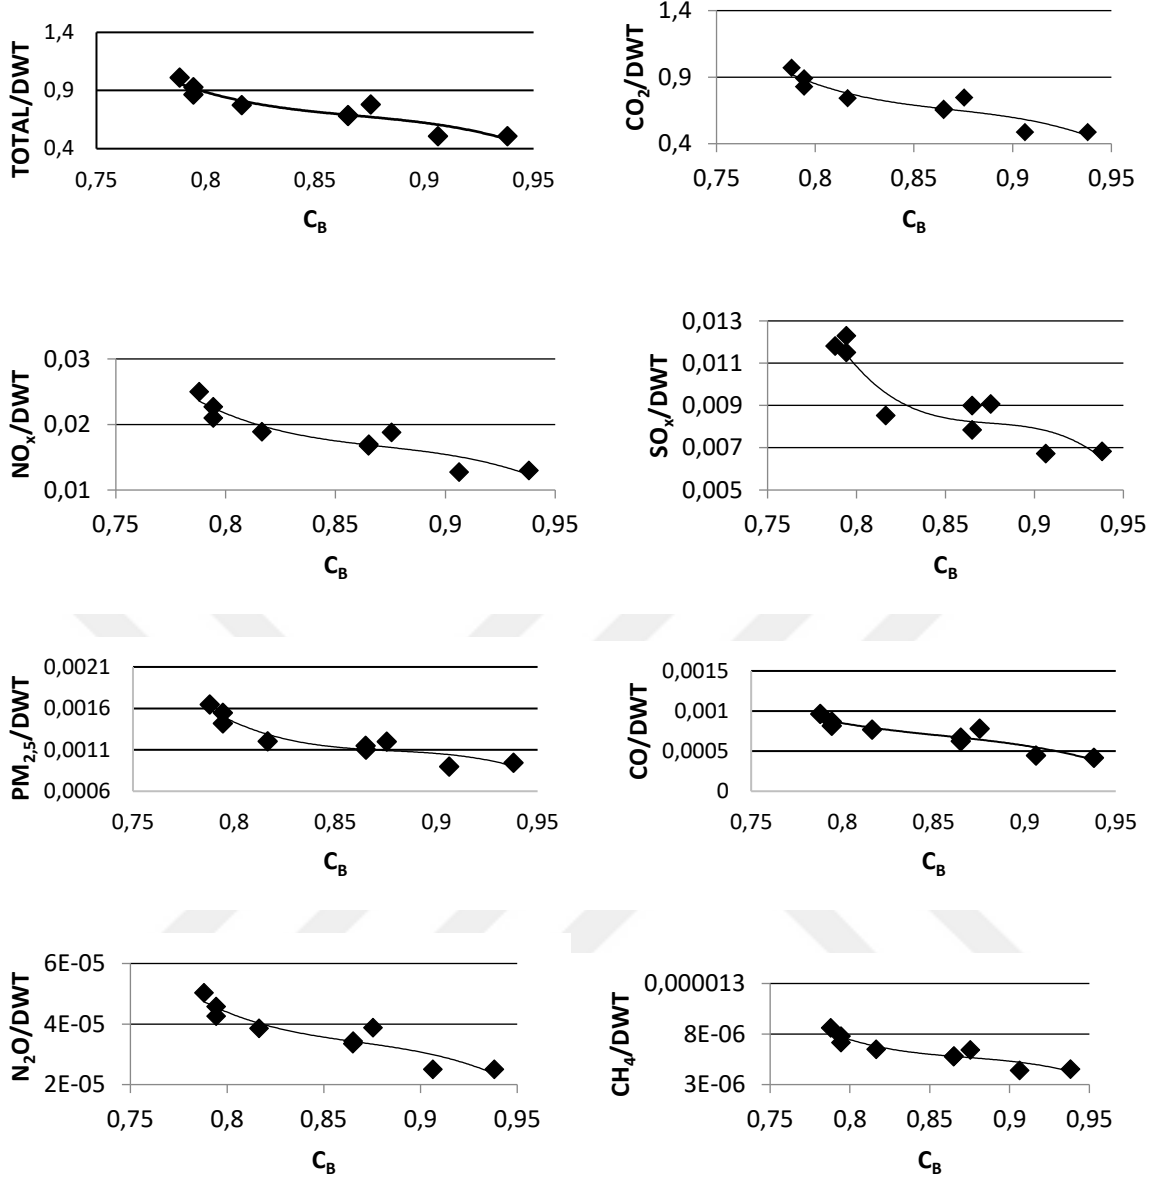 TOTAL/DWT
1,4
0,9
0,4
0,75 0,8 0,85 0,9 0,95
C_B
CO₂/DWT
1,4
0,9
0,4
0,75 0,8 0,85 0,9 0,95
C_B
NOₓ/DWT
0,03
0,02
0,01
0,75 0,8 0,85 0,9 0,95
C_B
SOₓ/DWT
0,013
0,011
0,009
0,007
0,005
0,75 0,8 0,85 0,9 0,95
C_B
PM₂,₅/DWT
0,0021
0,0016
0,0011
0,0006
0,75 0,8 0,85 0,9 0,95
C_B
CO/DWT
0,0015
0,001
0,0005
0
0,75 0,8 0,85 0,9 0,95
C_B
N₂O/DWT
6E-05
4E-05
2E-05
0,75 0,8 0,85 0,9 0,95
C_B
CH₄/DWT
0,000013
8E-06
3E-06
0,75 0,8 0,85 0,9 0,95
C_B